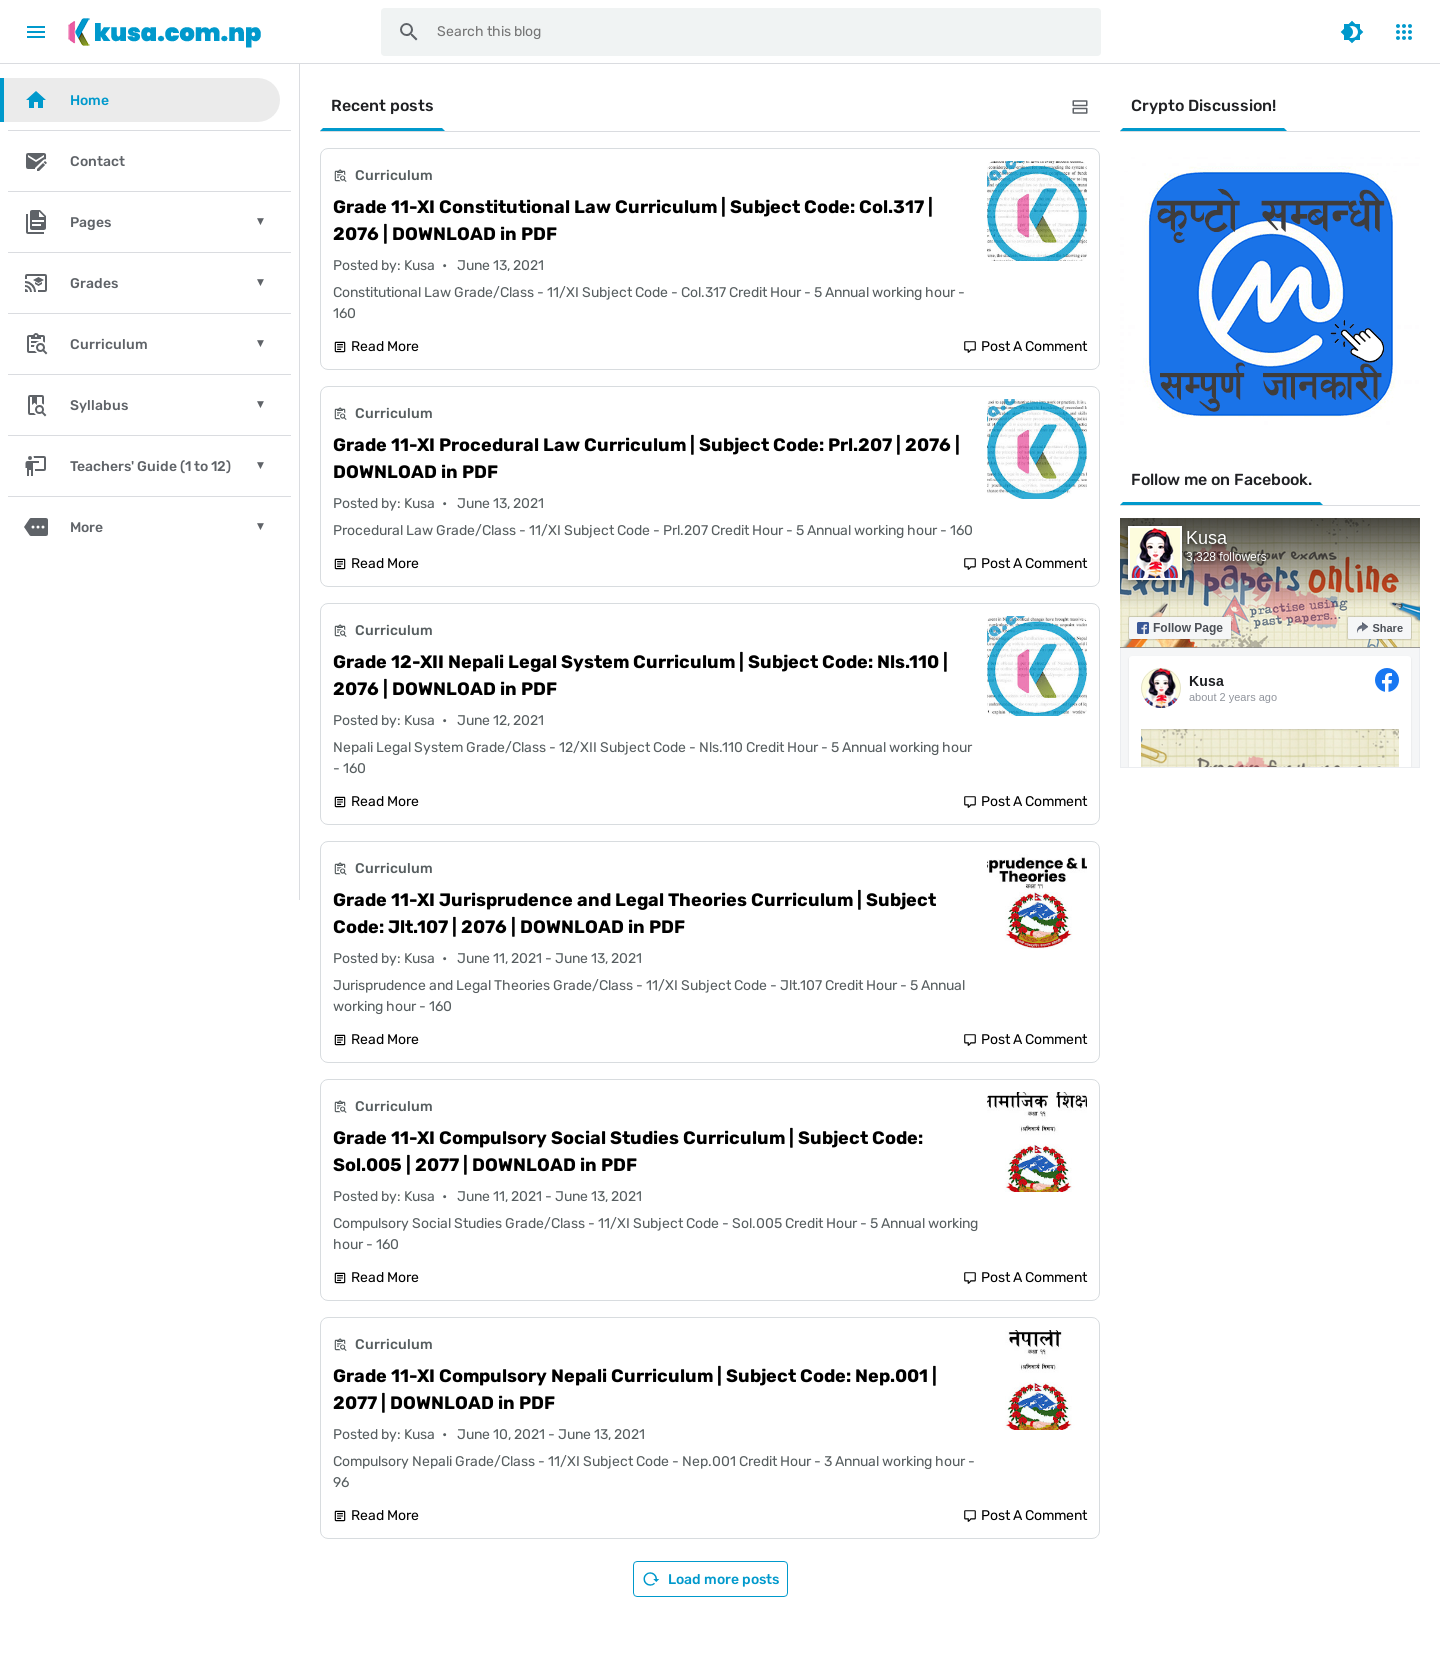 kusa.com.np
Search this blog
Home
Contact
Pages
Grades
Curriculum
Syllabus
Teachers' Guide (1 to 12)
More
Recent posts
Curriculum
Grade 11-XI Constitutional Law Curriculum | Subject Code: Col.317 |
2076 | DOWNLOAD in PDF
Posted by: Kusa • June 13, 2021
Constitutional Law Grade/Class - 11/XI Subject Code - Col.317 Credit Hour - 5 Annual working hour -
160
Read More
Post A Comment
Curriculum
Grade 11-XI Procedural Law Curriculum | Subject Code: Prl.207 | 2076 |
DOWNLOAD in PDF
Posted by: Kusa • June 13, 2021
Procedural Law Grade/Class - 11/XI Subject Code - Prl.207 Credit Hour - 5 Annual working hour - 160
Read More
Post A Comment
Curriculum
Grade 12-XII Nepali Legal System Curriculum | Subject Code: Nls.110 |
2076 | DOWNLOAD in PDF
Posted by: Kusa • June 12, 2021
Nepali Legal System Grade/Class - 12/XII Subject Code - Nls.110 Credit Hour - 5 Annual working hour
- 160
Read More
Post A Comment
Curriculum
Grade 11-XI Jurisprudence and Legal Theories Curriculum | Subject
Code: Jlt.107 | 2076 | DOWNLOAD in PDF
Posted by: Kusa • June 11, 2021 - June 13, 2021
Jurisprudence and Legal Theories Grade/Class - 11/XI Subject Code - Jlt.107 Credit Hour - 5 Annual
working hour - 160
Read More
Post A Comment
sprudence & L
Theories
कक्षा ११
Curriculum
Grade 11-XI Compulsory Social Studies Curriculum | Subject Code:
Sol.005 | 2077 | DOWNLOAD in PDF
Posted by: Kusa • June 11, 2021 - June 13, 2021
Compulsory Social Studies Grade/Class - 11/XI Subject Code - Sol.005 Credit Hour - 5 Annual working
hour - 160
Read More
Post A Comment
ामाजिक शिक्ष
कक्षा ११
(अनिवार्य विषय)
Curriculum
Grade 11-XI Compulsory Nepali Curriculum | Subject Code: Nep.001 |
2077 | DOWNLOAD in PDF
Posted by: Kusa • June 10, 2021 - June 13, 2021
Compulsory Nepali Grade/Class - 11/XI Subject Code - Nep.001 Credit Hour - 3 Annual working hour -
96
Read More
Post A Comment
नेपाली
कक्षा ११
(अनिवार्य विषय)
Load more posts
Crypto Discussion!
कृप्टो सम्बन्धी
सम्पुर्ण जानकारी
Follow me on Facebook.
Kusa
3,328 followers
for your exams
Exam papers online
practise using
past papers...
Follow Page
Share
Kusa
about 2 years ago